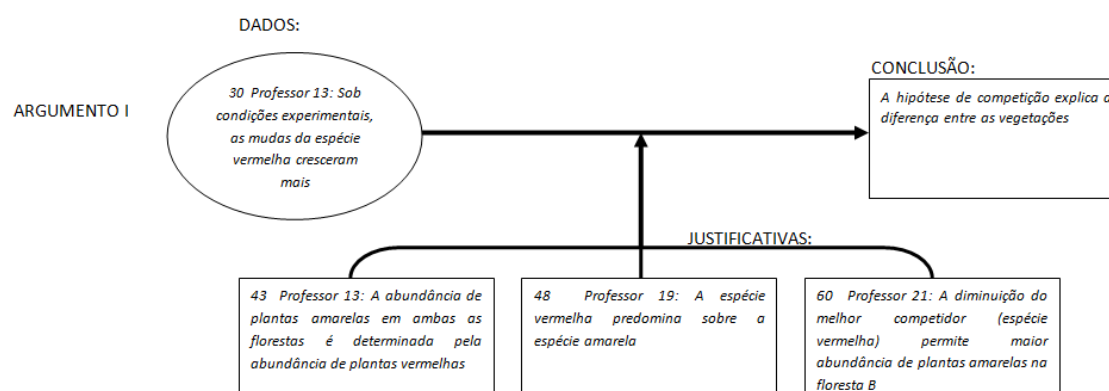 DADOS:
ARGUMENTO I
30 Professor 13: Sob
condições experimentais,
as mudas da espécie
vermelha cresceram
mais
CONCLUSÃO:
A hipótese de competição explica
diferença entre as vegetações
JUSTIFICATIVAS:
43 Professor 13: A abundância de
plantas amarelas em ambas as
florestas é determinada pela
abundância de plantas vermelhas
48 Professor 19: A espécie
vermelha predomina sobre a
espécie amarela
60 Professor 21: A diminuição do
melhor competidor (espécie
vermelha) permite maior
abundância de plantas amarelas na
floresta B